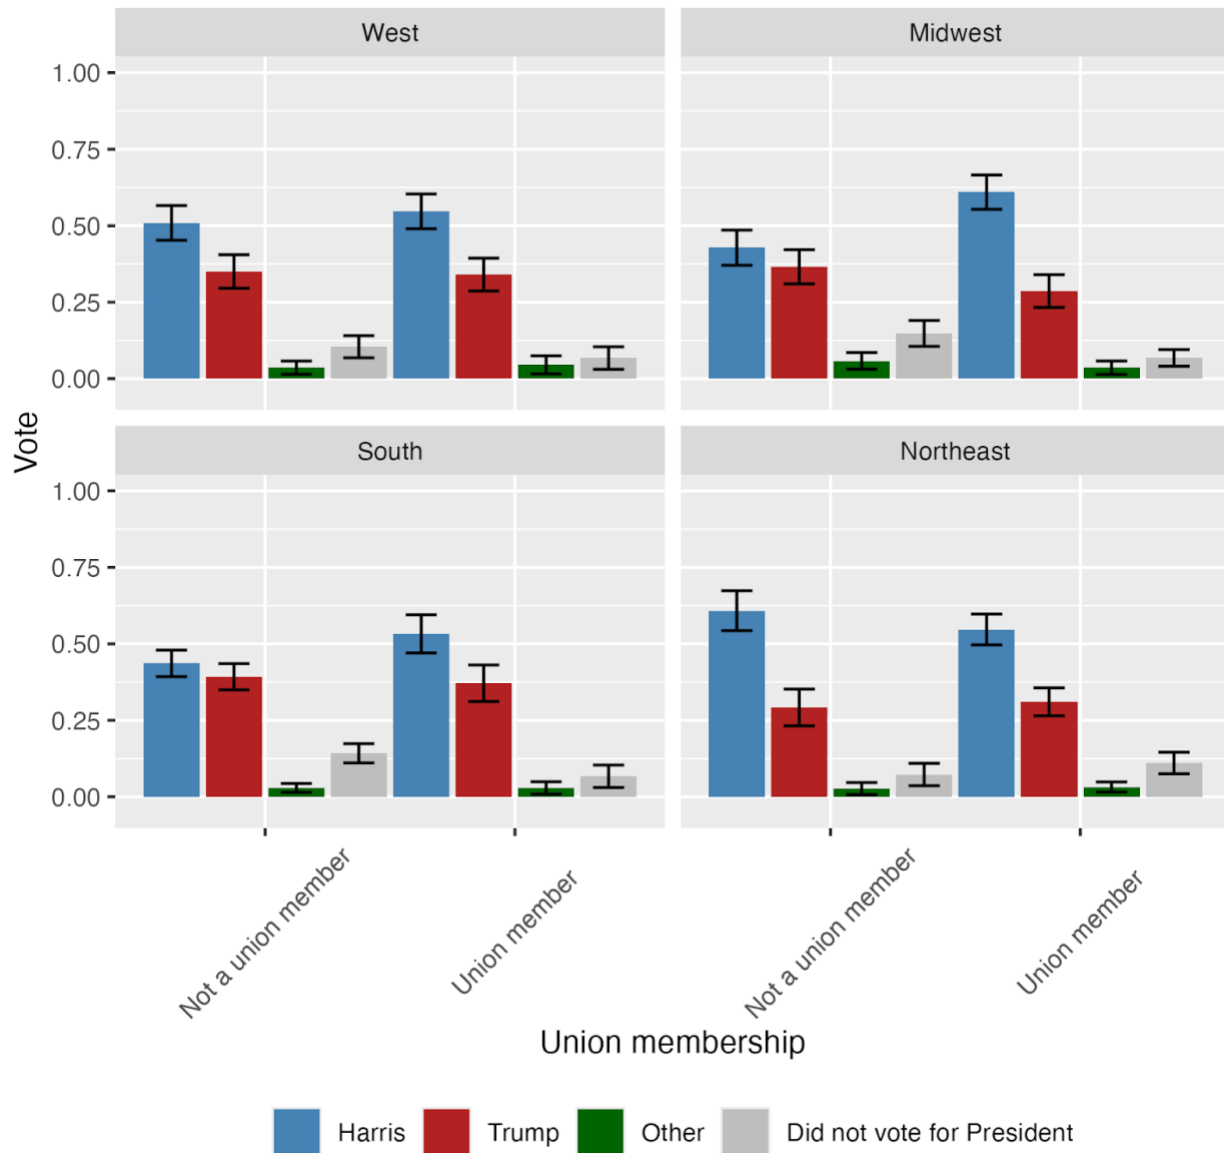 West
Midwest
1.00
0.75
0.50
0.25
0.00
South
Northeast
1.00
0.75
0.50
0.25
0.00
Vote
Not a union member
Union member
Not a union member
Union member
Union membership
Harris
Trump
Other
Did not vote for President